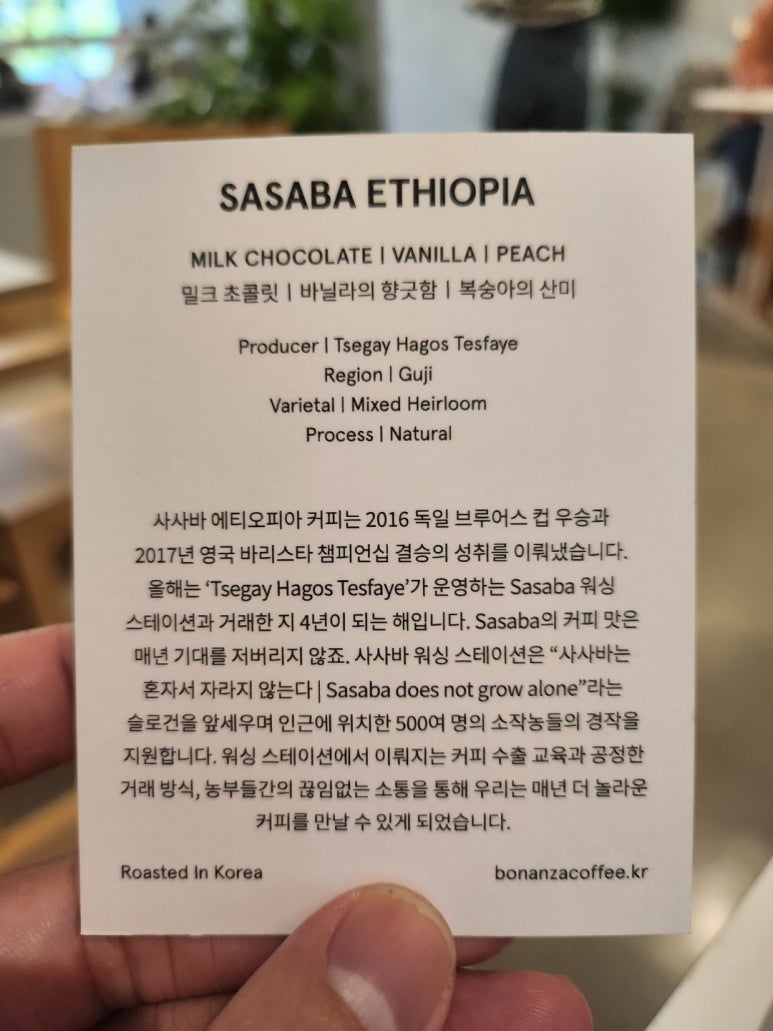 SASABA ETHIOPIA
MILK CHOCOLATE | VANILLA | PEACH
밀크 초콜릿 | 바닐라의 향긋함 | 복숭아의 산미
Producer | Tsegay Hagos Tesfaye
Region | Guji
Varietal | Mixed Heirloom
Process | Natural
사사바 에티오피아 커피는 2016 독일 브루어스 컵 우승과
2017년 영국 바리스타 챔피언십 결승의 성취를 이뤄냈습니다.
올해는 ‘Tsegay Hagos Tesfaye’가 운영하는 Sasaba 워싱
스테이션과 거래한 지 4년이 되는 해입니다. Sasaba의 커피 맛은
매년 기대를 저버리지 않죠. 사사바 워싱 스테이션은 “사사바는
혼자서 자라지 않는다 | Sasaba does not grow alone”라는
슬로건을 앞세우며 인근에 위치한 500여 명의 소작농들의 경작을
지원합니다. 워싱 스테이션에서 이뤄지는 커피 수출 교육과 공정한
거래 방식, 농부들간의 끊임없는 소통을 통해 우리는 매년 더 놀라운
커피를 만날 수 있게 되었습니다.
Roasted In Korea
bonanzacoffee.kr